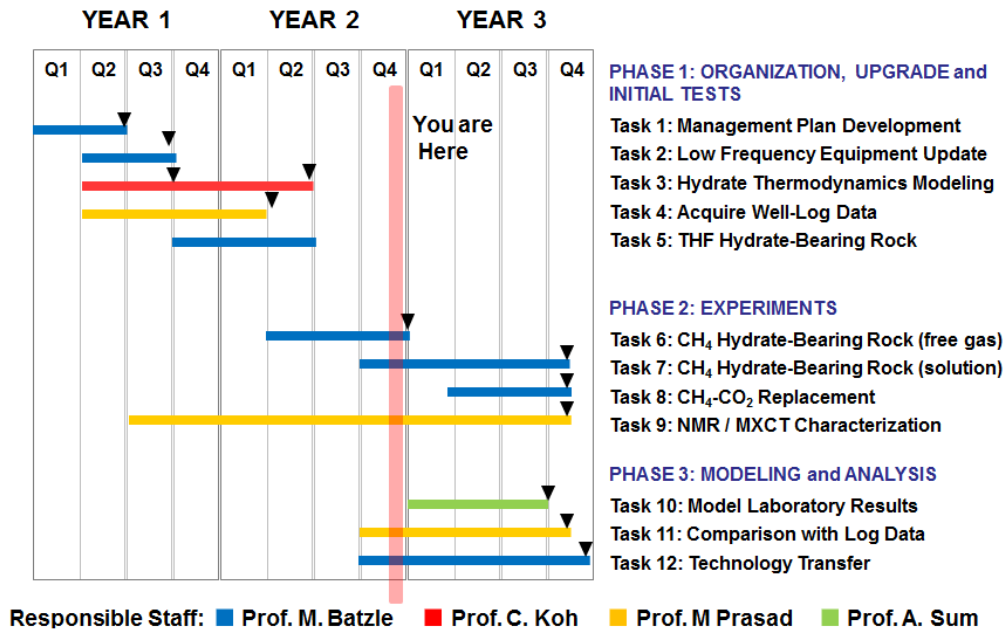 YEAR 1 YEAR 2 YEAR 3
Q1 Q2 Q3 Q4 Q1 Q2 Q3 Q4 Q1 Q2 Q3 Q4
You are
Here
PHASE 1: ORGANIZATION, UPGRADE and
INITIAL TESTS
Task 1: Management Plan Development
Task 2: Low Frequency Equipment Update
Task 3: Hydrate Thermodynamics Modeling
Task 4: Acquire Well-Log Data
Task 5: THF Hydrate-Bearing Rock
PHASE 2: EXPERIMENTS
Task 6: CH₄ Hydrate-Bearing Rock (free gas)
Task 7: CH₄ Hydrate-Bearing Rock (solution)
Task 8: CH₄-CO₂ Replacement
Task 9: NMR / MXCT Characterization
PHASE 3: MODELING and ANALYSIS
Task 10: Model Laboratory Results
Task 11: Comparison with Log Data
Task 12: Technology Transfer
Responsible Staff: Prof. M. Batzle Prof. C. Koh Prof. M Prasad Prof. A. Sum